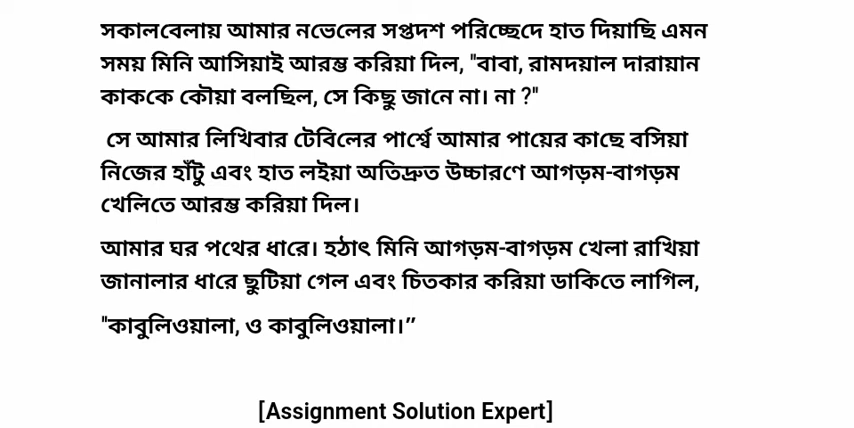 সকালবেলায় আমার নভেলের সপ্তদশ পরিচ্ছেদে হাত দিয়াছি এমন
সময় মিনি আসিয়াই আরম্ভ করিয়া দিল, "বাবা, রামদয়াল দারায়ান
কাককে কৌয়া বলছিল, সে কিছু জানে না। না ?"
সে আমার লিখিবার টেবিলের পার্শ্বে আমার পায়ের কাছে বসিয়া
নিজের হাঁটু এবং হাত লইয়া অতিদ্রুত উচ্চারণে আগড়ম-বাগড়ম
খেলিতে আরম্ভ করিয়া দিল।
আমার ঘর পথের ধারে। হঠাৎ মিনি আগড়ম-বাগড়ম খেলা রাখিয়া
জানালার ধারে ছুটিয়া গেল এবং চিতকার করিয়া ডাকিতে লাগিল,
"কাবুলিওয়ালা, ও কাবুলিওয়ালা।”
[Assignment Solution Expert]